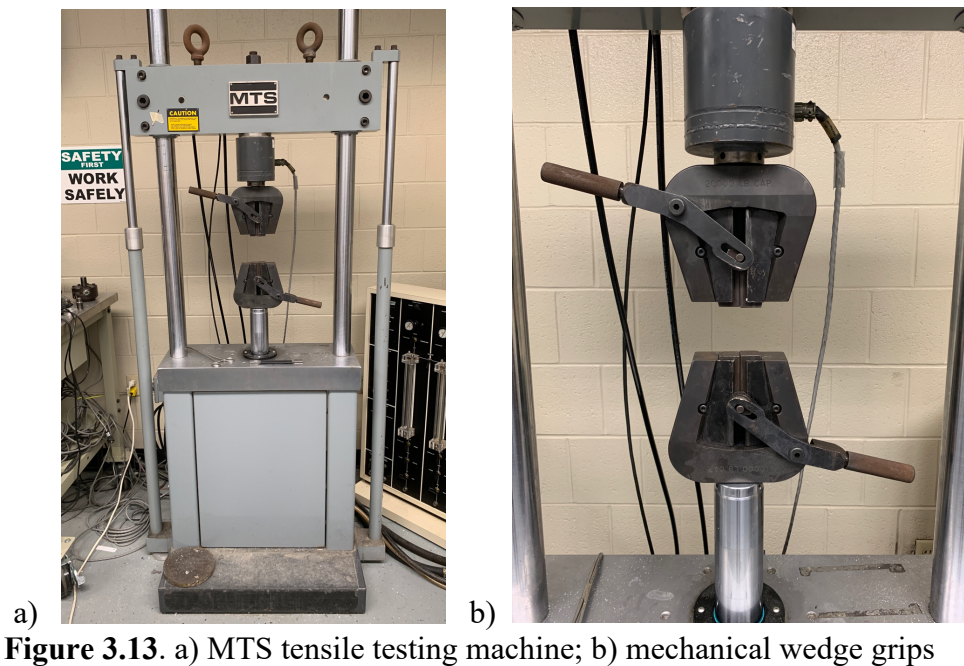 MTS
CAUTION
SAFETY
FIRST
WORK
SAFELY
a)
b)
Figure 3.13. a) MTS tensile testing machine; b) mechanical wedge grips